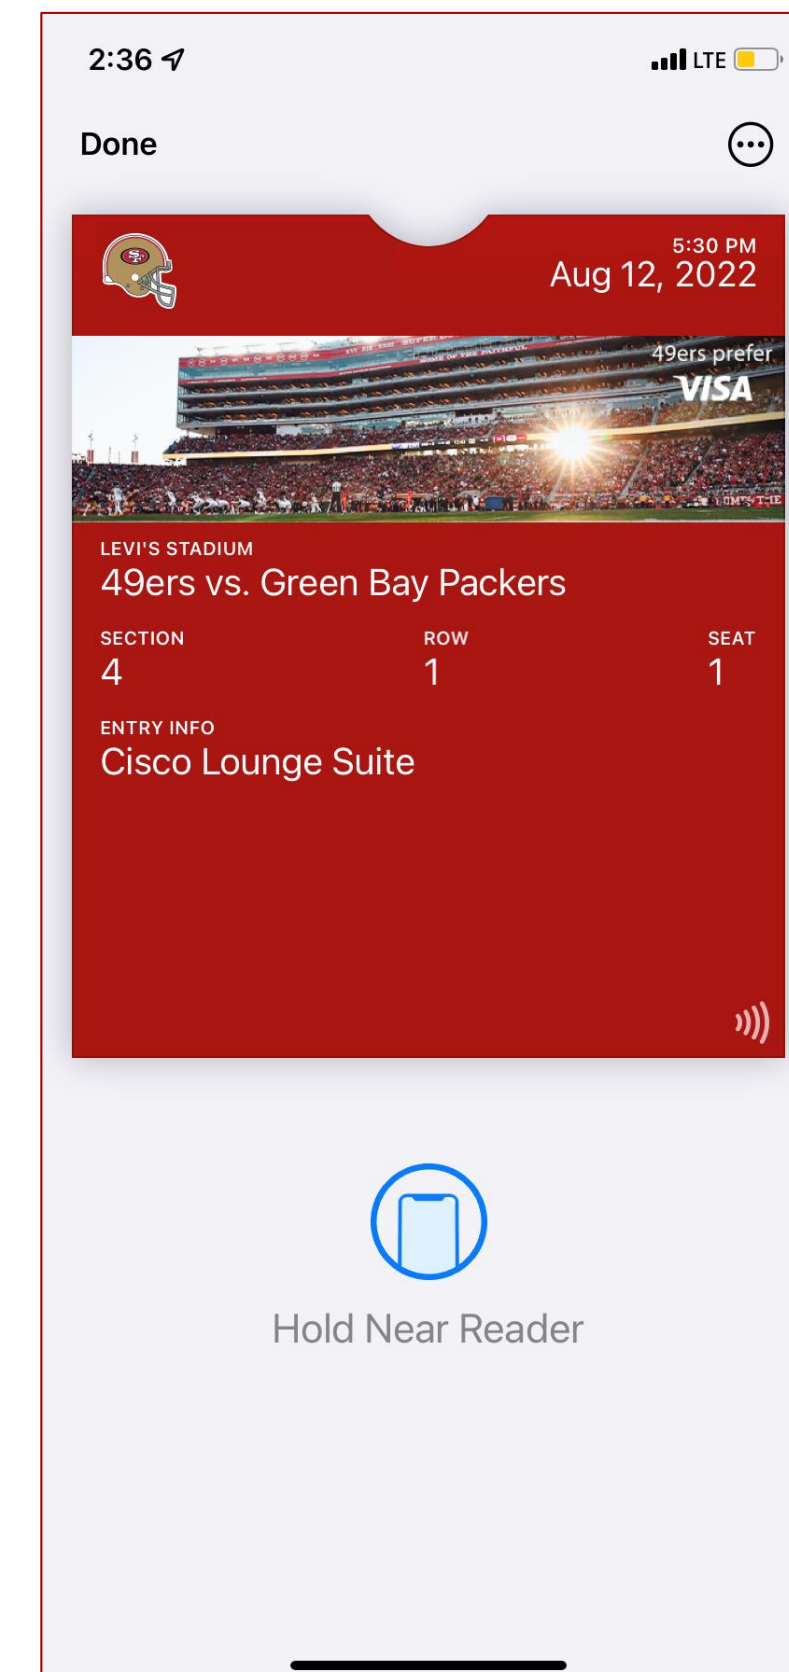 2:36 LTE
Done
5:30 PM
Aug 12, 2022
49ers prefer
VISA
LEVI'S STADIUM
49ers vs. Green Bay Packers
SECTION ROW SEAT
4 1 1
ENTRY INFO
Cisco Lounge Suite
Hold Near Reader